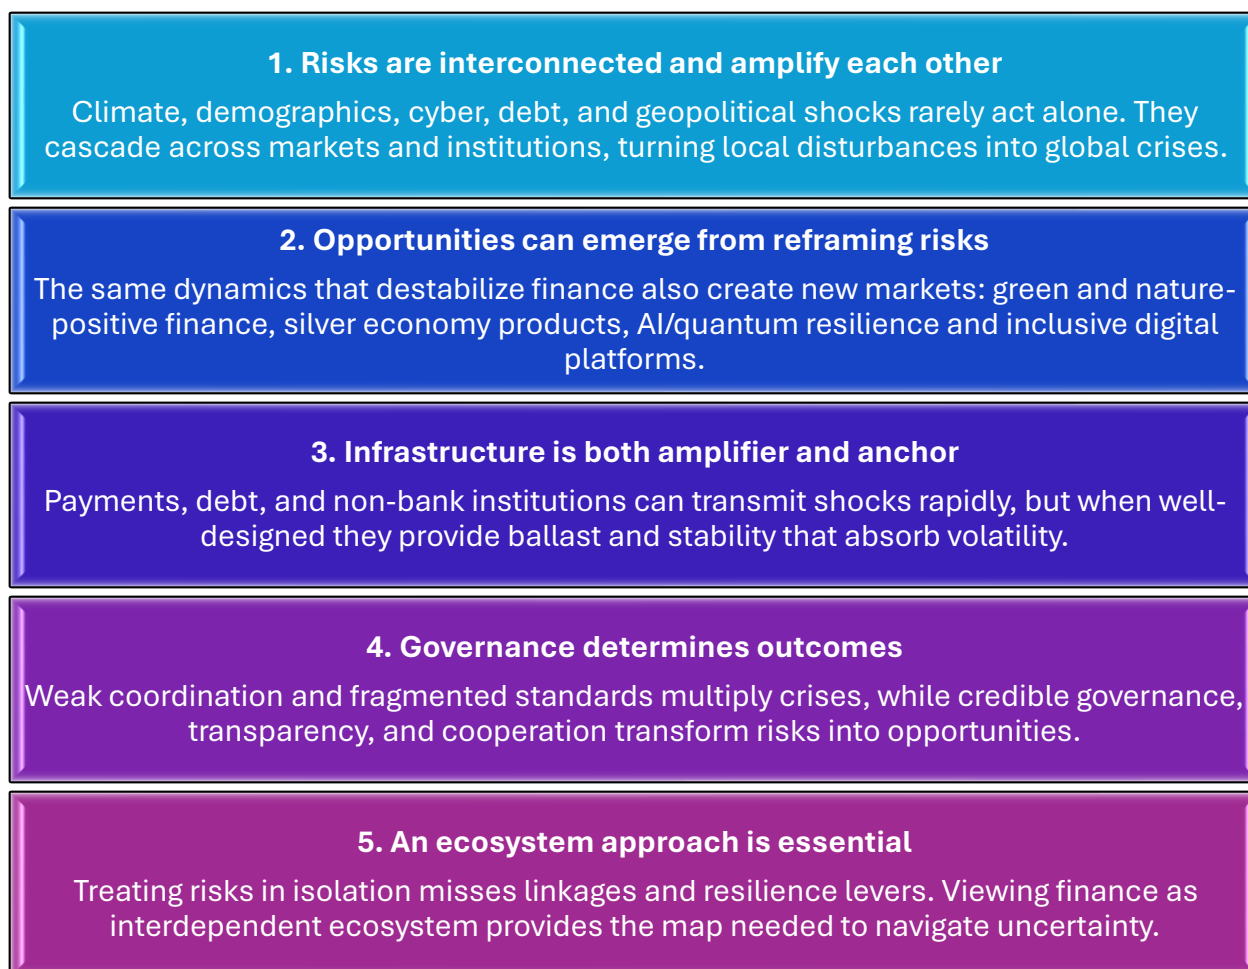 1. Risks are interconnected and amplify each other
Climate, demographics, cyber, debt, and geopolitical shocks rarely act alone. They
cascade across markets and institutions, turning local disturbances into global crises.
2. Opportunities can emerge from reframing risks
The same dynamics that destabilize finance also create new markets: green and nature-
positive finance, silver economy products, AI/quantum resilience and inclusive digital
platforms.
3. Infrastructure is both amplifier and anchor
Payments, debt, and non-bank institutions can transmit shocks rapidly, but when well-
designed they provide ballast and stability that absorb volatility.
4. Governance determines outcomes
Weak coordination and fragmented standards multiply crises, while credible governance,
transparency, and cooperation transform risks into opportunities.
5. An ecosystem approach is essential
Treating risks in isolation misses linkages and resilience levers. Viewing finance as
interdependent ecosystem provides the map needed to navigate uncertainty.